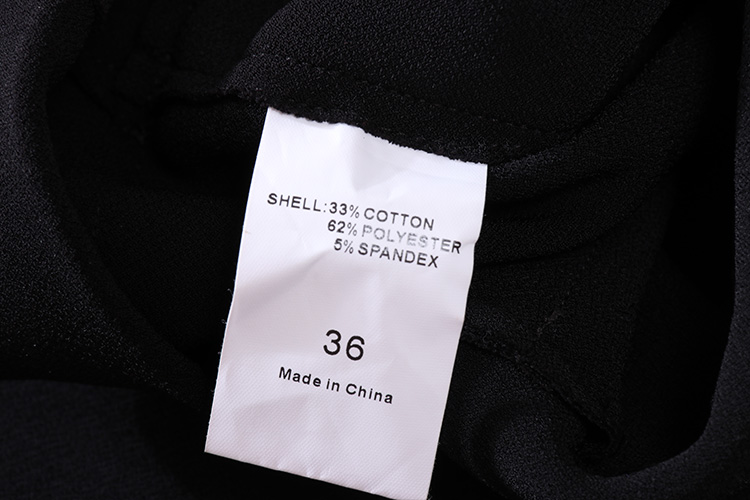 SHELL:33% COTTON
62% POLYESTER
5% SPANDEX
36
Made in China